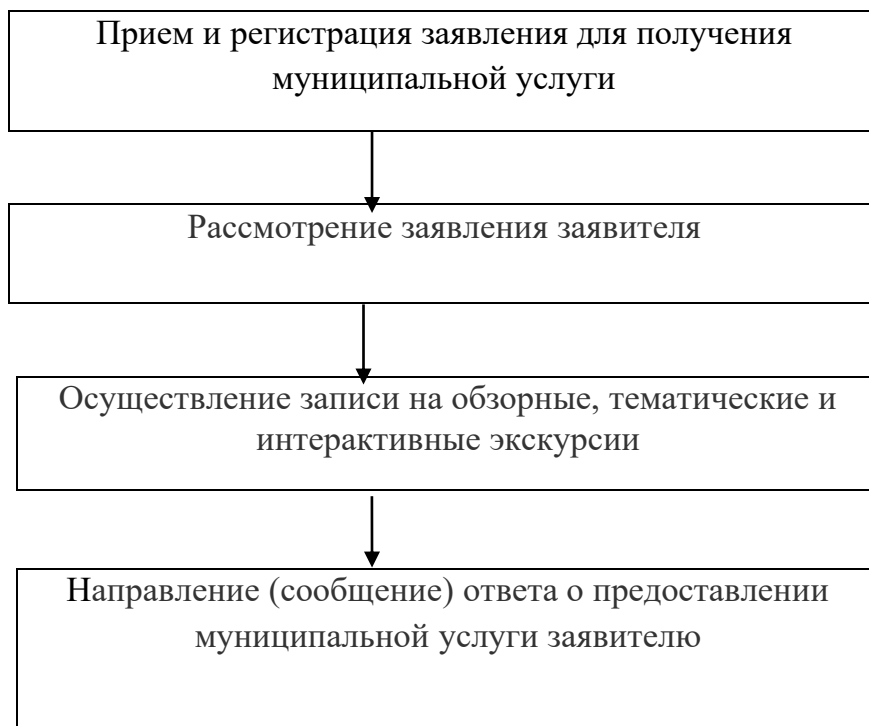 Прием и регистрация заявления для получения
муниципальной услуги
Рассмотрение заявления заявителя
Осуществление записи на обзорные, тематические и
интерактивные экскурсии
Направление (сообщение) ответа о предоставлении
муниципальной услуги заявителю